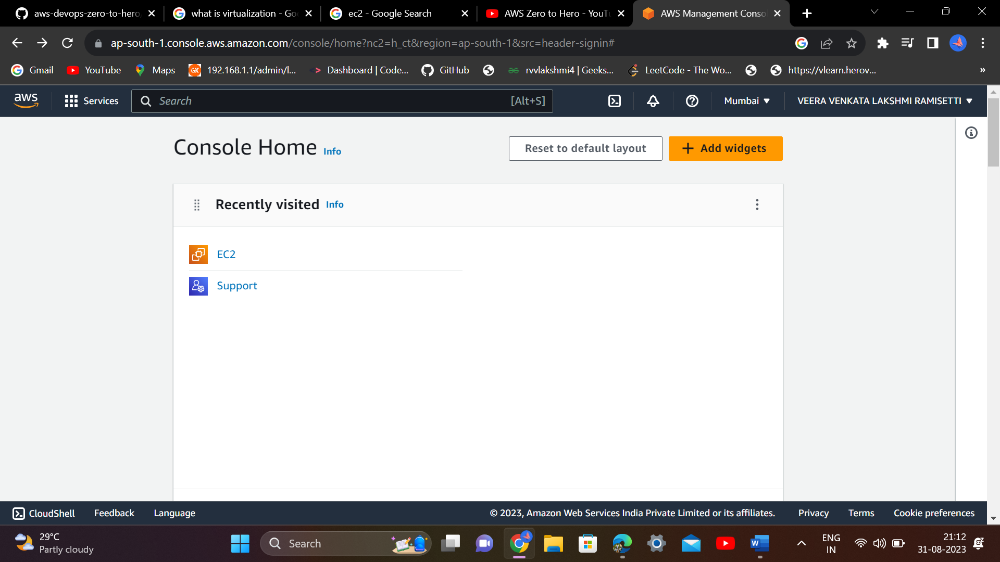 aws-devops-zero-to-hero
what is virtualization - Go
ec2 - Google Search
AWS Zero to Hero - YouTu
AWS Management Conso
ap-south-1.console.aws.amazon.com/console/home?nc2=h_ct&region=ap-south-1&src=header-signin#
Gmail
YouTube
Maps
192.168.1.1/admin/l...
Dashboard | Code...
GitHub
rvvlakshmi4 | Geeks...
LeetCode - The Wo...
https://vlearn.herov...
»
aws
Services
Search
[Alt+S]
Mumbai
VEERA VENKATA LAKSHMI RAMISETTI
Console Home Info
Reset to default layout
Add widgets
Recently visited Info
EC2
Support
CloudShell
Feedback
Language
© 2023, Amazon Web Services India Private Limited or its affiliates.
Privacy
Terms
Cookie preferences
29°C
Partly cloudy
Search
ENG
IN
21:12
31-08-2023